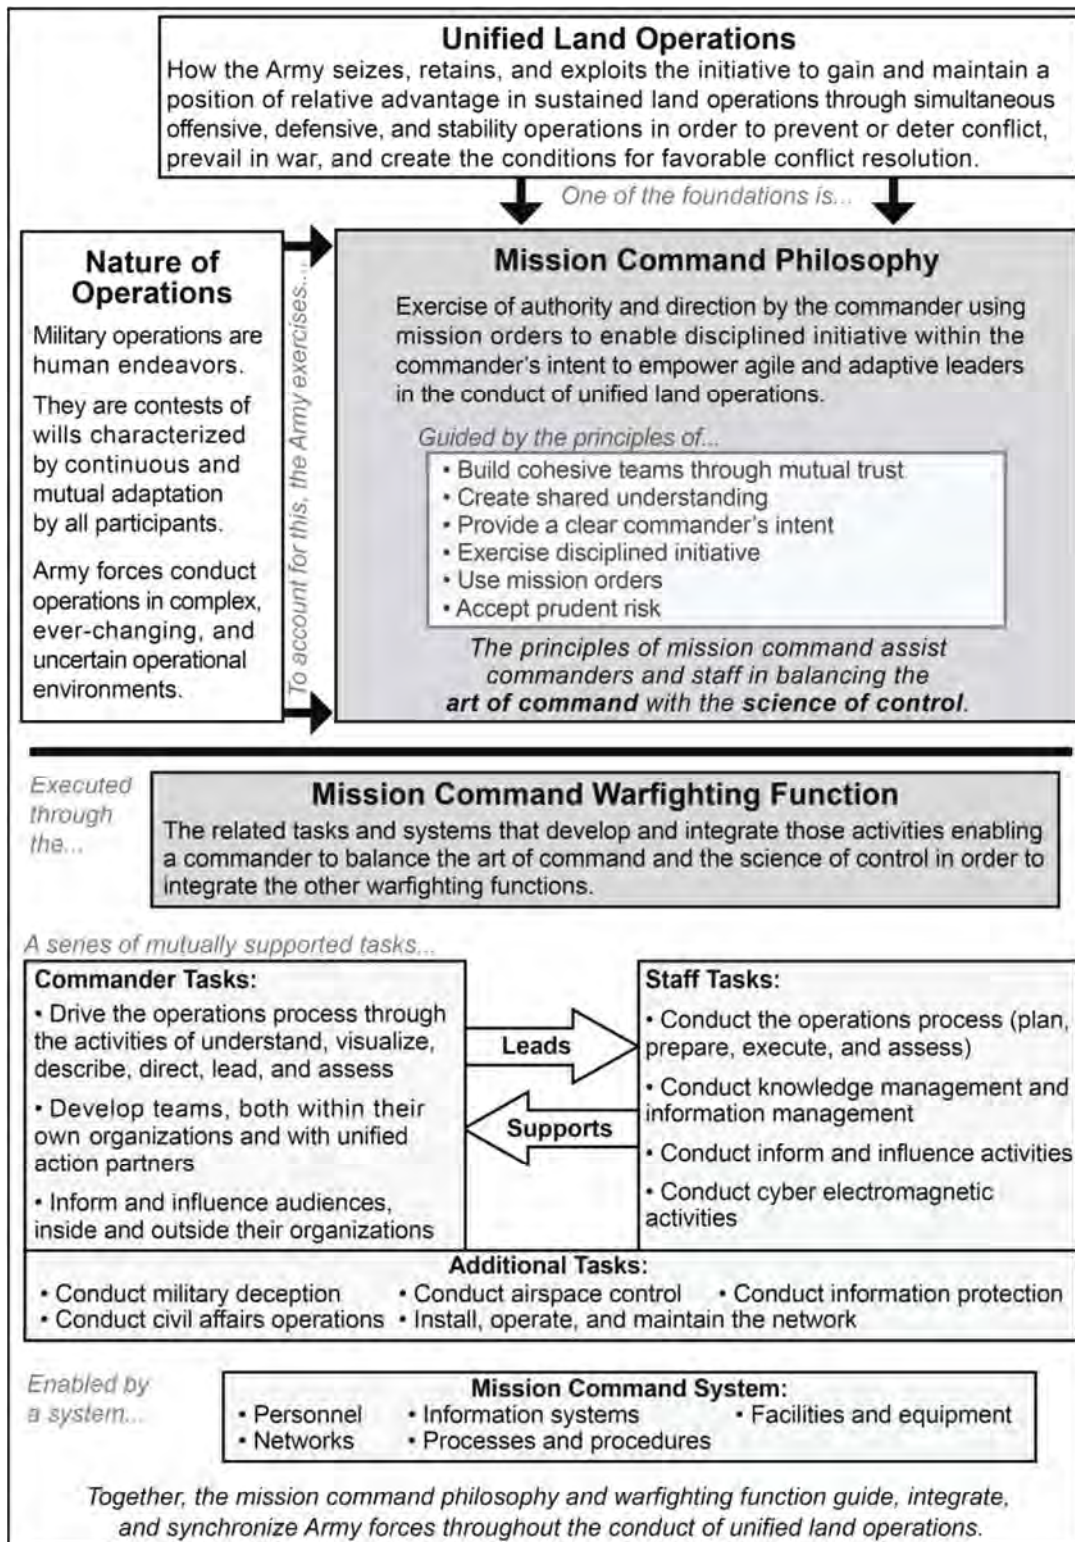 Unified Land Operations
How the Army seizes, retains, and exploits the initiative to gain and maintain a
position of relative advantage in sustained land operations through simultaneous
offensive, defensive, and stability operations in order to prevent or deter conflict,
prevail in war, and create the conditions for favorable conflict resolution.
One of the foundations is...
Nature of
Operations
Military operations are
human endeavors.
They are contests of
wills characterized
by continuous and
mutual adaptation
by all participants.
Army forces conduct
operations in complex,
ever-changing, and
uncertain operational
environments.
To account for this, the Army exercises....
Mission Command Philosophy
Exercise of authority and direction by the commander using
mission orders to enable disciplined initiative within the
commander's intent to empower agile and adaptive leaders
in the conduct of unified land operations.
Guided by the principles of...
• Build cohesive teams through mutual trust
• Create shared understanding
• Provide a clear commander's intent
• Exercise disciplined initiative
• Use mission orders
• Accept prudent risk
The principles of mission command assist
commanders and staff in balancing the
art of command with the science of control.
Executed
through
the...
Mission Command Warfighting Function
The related tasks and systems that develop and integrate those activities enabling
a commander to balance the art of command and the science of control in order to
integrate the other warfighting functions.
A series of mutually supported tasks...
Commander Tasks:
• Drive the operations process through
the activities of understand, visualize,
describe, direct, lead, and assess
• Develop teams, both within their
own organizations and with unified
action partners
• Inform and influence audiences,
inside and outside their organizations
Leads
Supports
Staff Tasks:
• Conduct the operations process (plan,
prepare, execute, and assess)
• Conduct knowledge management and
information management
• Conduct inform and influence activities
• Conduct cyber electromagnetic
activities
Additional Tasks:
• Conduct military deception • Conduct airspace control • Conduct information protection
• Conduct civil affairs operations • Install, operate, and maintain the network
Enabled by
a system...
Mission Command System:
• Personnel • Information systems • Facilities and equipment
• Networks • Processes and procedures
Together, the mission command philosophy and warfighting function guide, integrate,
and synchronize Army forces throughout the conduct of unified land operations.